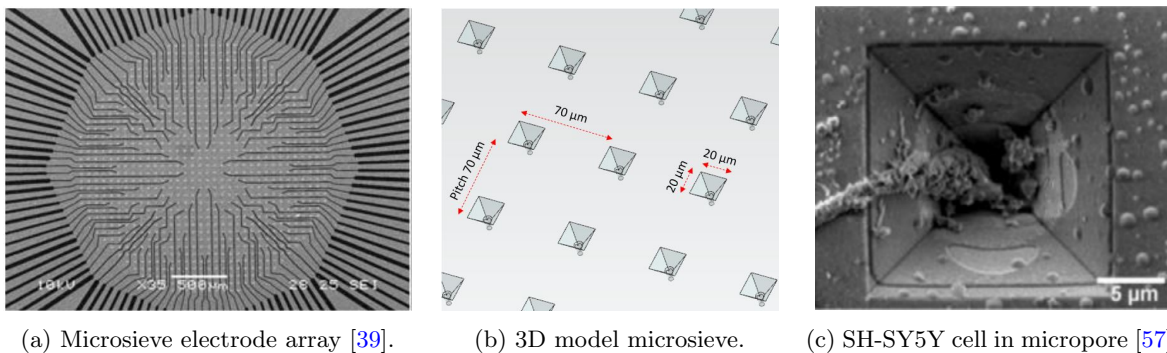 10KV X35 500µm 28 25 SEI
70 µm
Pitch 70 µm
20 µm
20 µm
5 µm
(a) Microsieve electrode array [39].
(b) 3D model microsieve.
(c) SH-SY5Y cell in micropore [57]